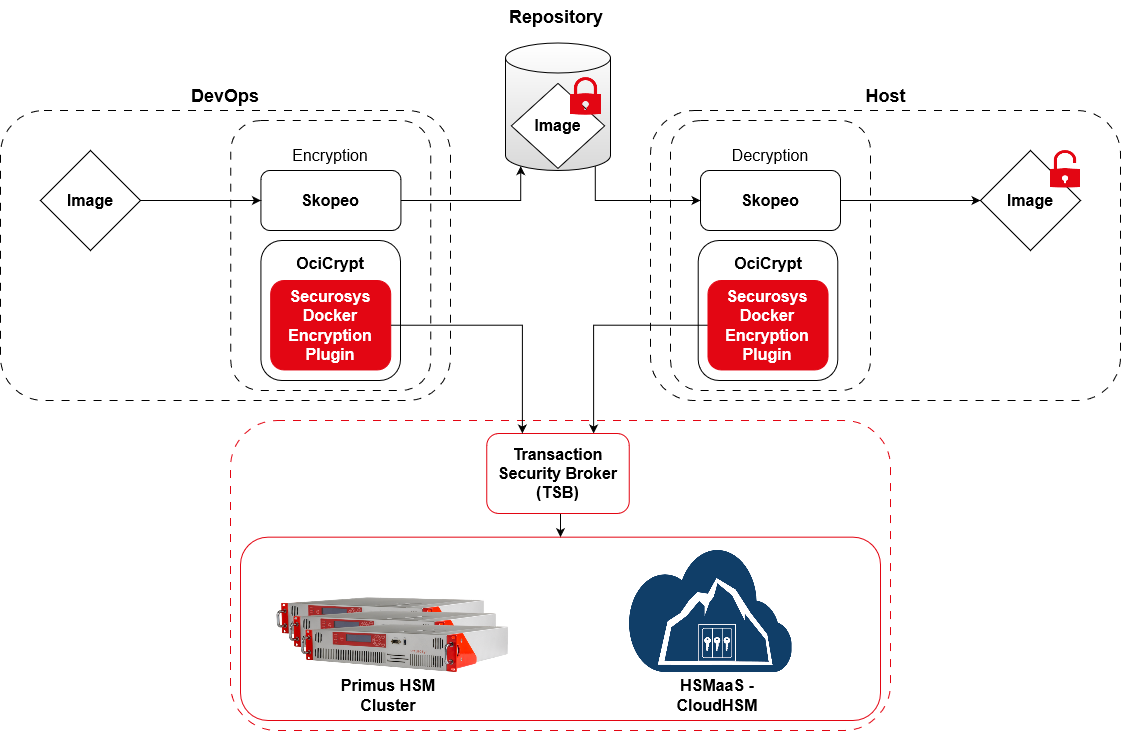 Repository
DevOps
Host
Image
Encryption
Decryption
Image
Skopeo
Skopeo
Image
OciCrypt
Securosys
Docker
Encryption
Plugin
OciCrypt
Securosys
Docker
Encryption
Plugin
Transaction
Security Broker
(TSB)
Primus HSM
Cluster
HSMaaS -
CloudHSM